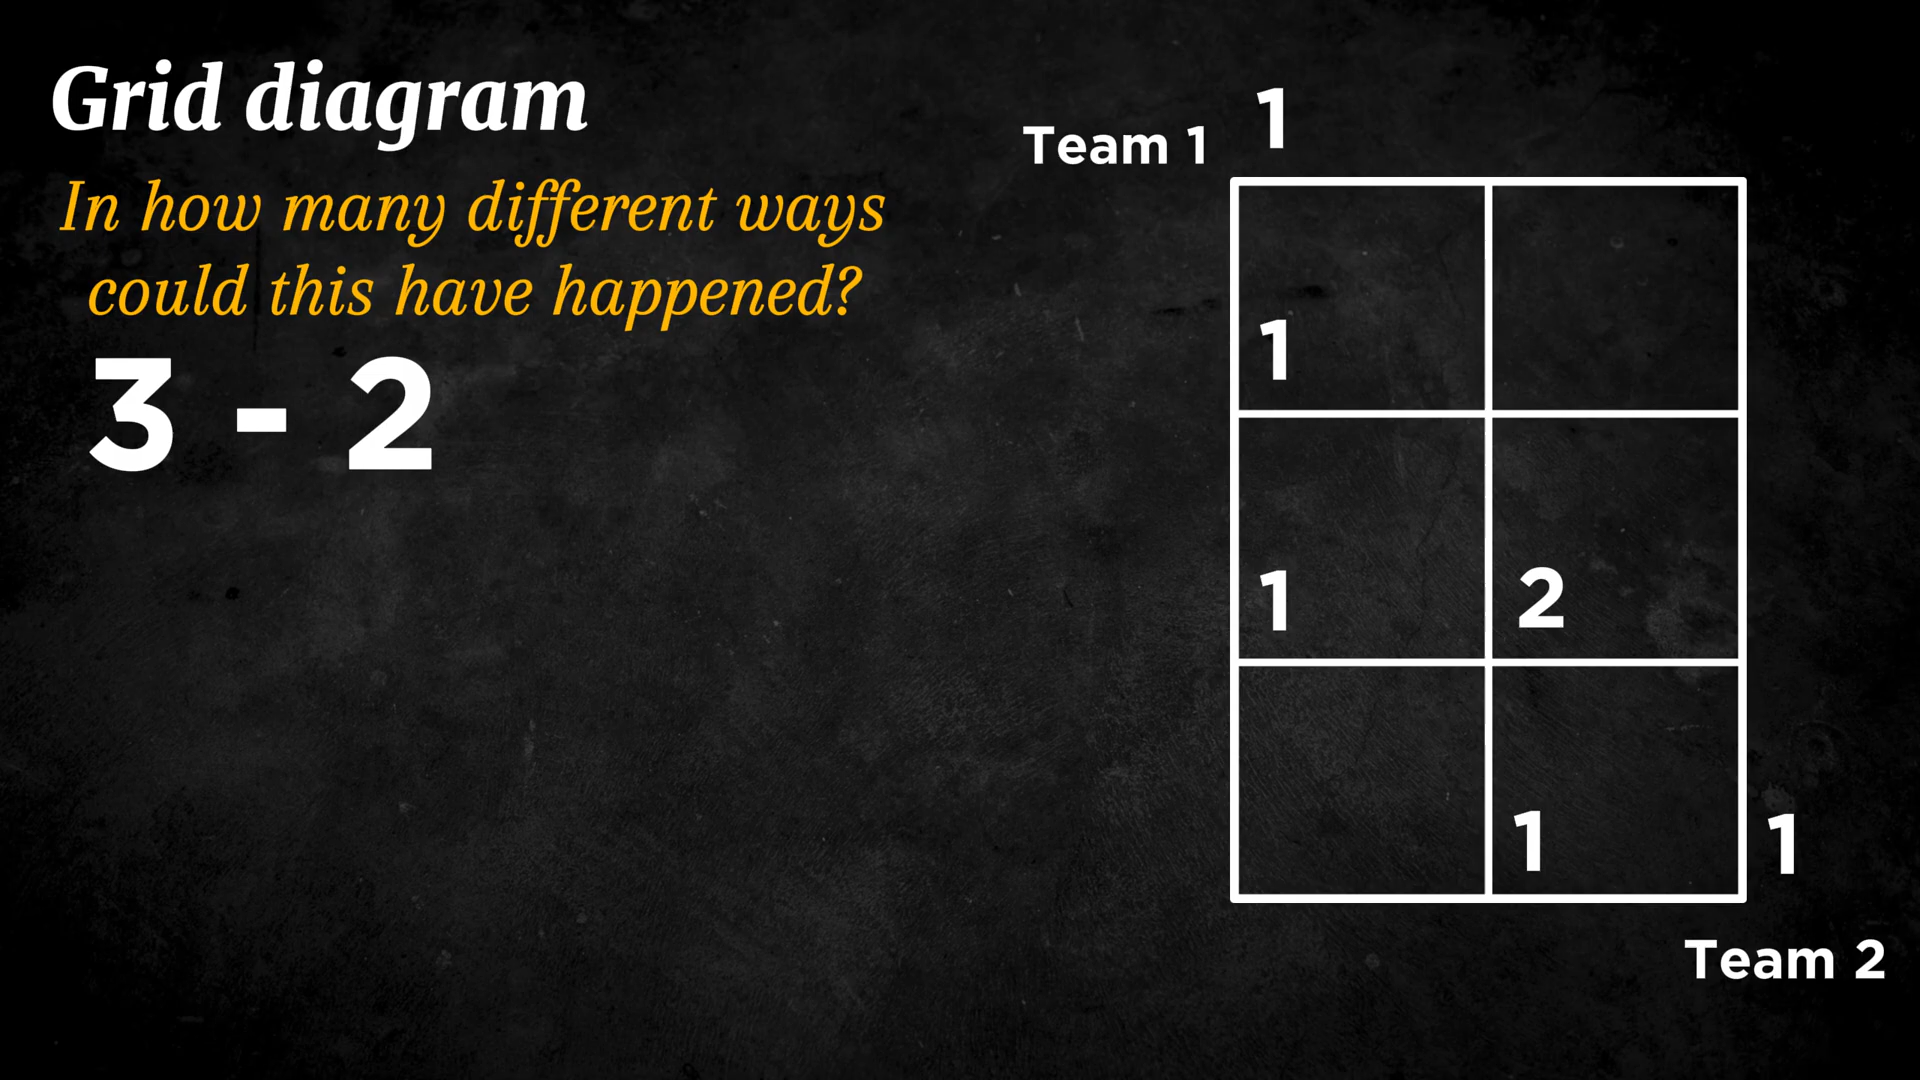 Grid diagram
In how many different ways
could this have happened?
3 - 2
Team 1
1
1
1
2
1
1
Team 2